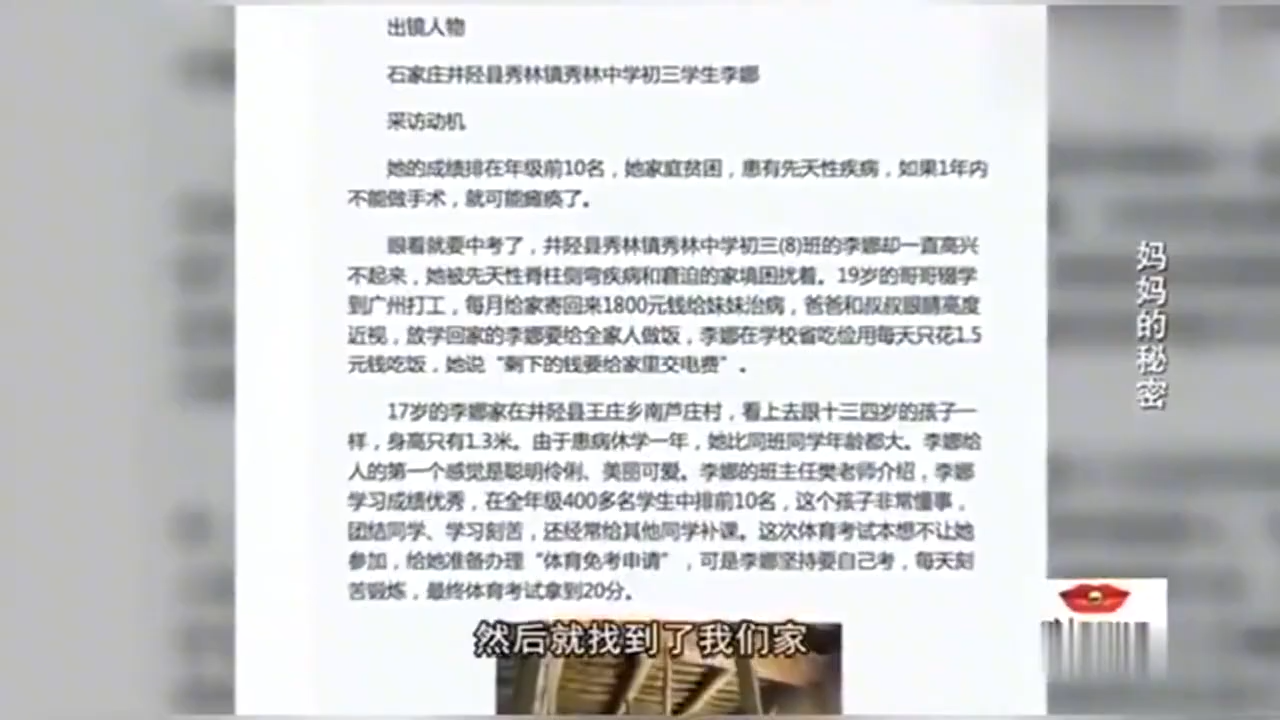 出镜人物
石家庄井陉县秀林镇秀林中学初三学生李娜
采访动机
她的成绩排在年级前10名，她家庭贫困，患有先天性疾病，如果1年内
不能做手术，就可能瘫痪了。
眼看就要中考了，井陉县秀林镇秀林中学初三(8)班的李娜却一直高兴
不起来，她被先天性脊柱侧弯疾病和窘迫的家境困扰着。19岁的哥哥辍学
到广州打工，每月给家寄回来1800元钱给妹妹治病，爸爸和叔叔眼睛高度
近视，放学回家的李娜要给全家人做饭，李娜在学校省吃俭用每天只花1.5
元钱吃饭，她说“剩下的钱要给家里交电费”。
17岁的李娜家在井陉县王庄乡南芦庄村，看上去跟十三四岁的孩子一
样，身高只有1.3米。由于患病休学一年，她比同班同学年龄都大。李娜给
人的第一个感觉是聪明伶俐、美丽可爱。李娜的班主任樊老师介绍，李娜
学习成绩优秀，在全年级400多名学生中排前10名，这个孩子非常懂事，
团结同学、学习刻苦，还经常给其他同学补课。这次体育考试本想不让她
参加，给她准备办理“体育免考申请”，可是李娜坚持要自己考，每天刻
苦锻炼，最终体育考试拿到20分。
然后就找到了我们家
妈妈的秘密